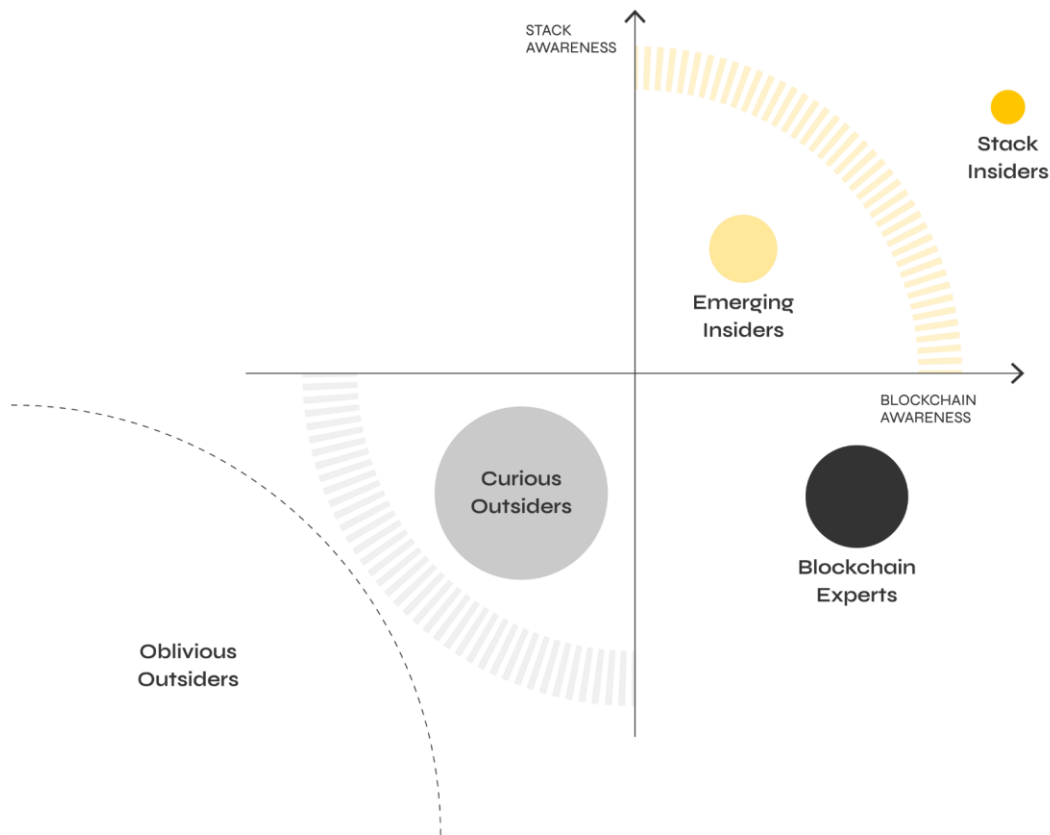 STACK
AWARENESS
Stack
Insiders
Emerging
Insiders
BLOCKCHAIN
AWARENESS
Curious
Outsiders
Blockchain
Experts
Oblivious
Outsiders